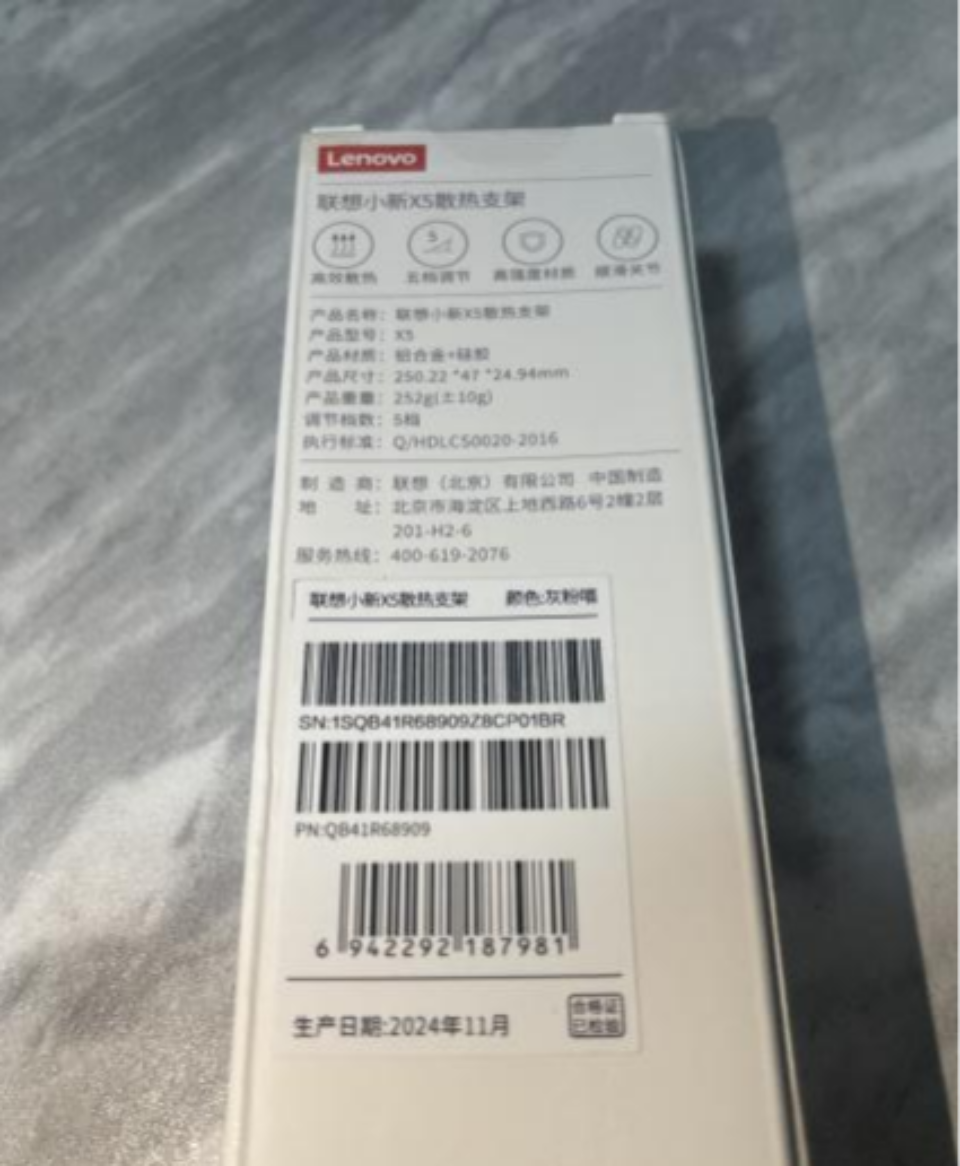 Lenovo
联想小新X5散热支架
5
高效散热 五档调节 高强度材质 顺滑关节
产品名称：联想小新X5散热支架
产品型号：X5
产品材质：铝合金+硅胶
产品尺寸：250.22 *47 *24.94mm
产品重量：252g(±10g)
调节档数：5档
执行标准：Q/HDLC50020-2016
制 造 商：联想（北京）有限公司 中国制造
地 址：北京市海淀区上地西路6号2幢2层
201-H2-6
服务热线：400-619-2076
联想小新X5散热支架 颜色:灰粉
SN:1SQB41R68909Z8CP01BR
PN:QB41R68909
6 942292 187981
生产日期:2024年11月
合格证
已检验